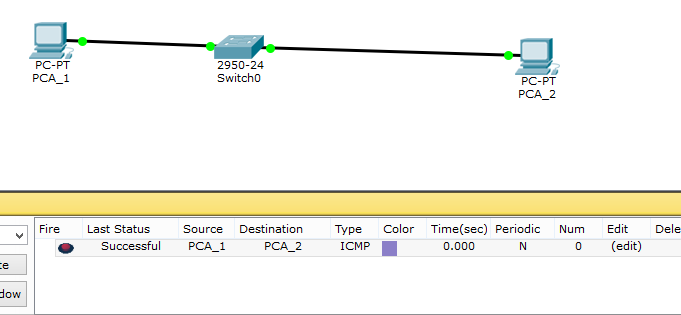 PC-PT
PCA_1
2950-24
Switch0
PC-PT
PCA_2
Fire Last Status Source Destination Type Color Time(sec) Periodic Num Edit Dele
Successful PCA_1 PCA_2 ICMP 0.000 N 0 (edit)
te
dow